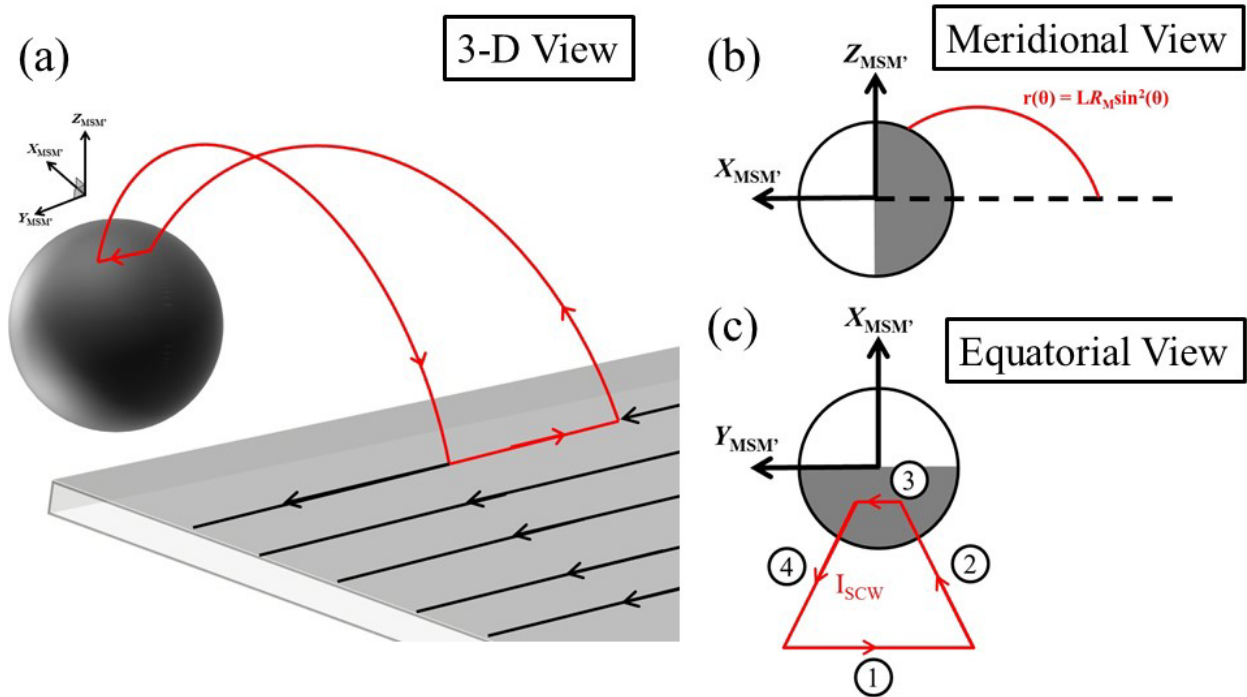 (a)
3-D View
Z_MSM'
X_MSM'
Y_MSM'
(b)
Meridional View
Z_MSM'
r(θ) = LR_M sin²(θ)
X_MSM'
(c)
Equatorial View
X_MSM'
Y_MSM'
3
4
2
I_SCW
1